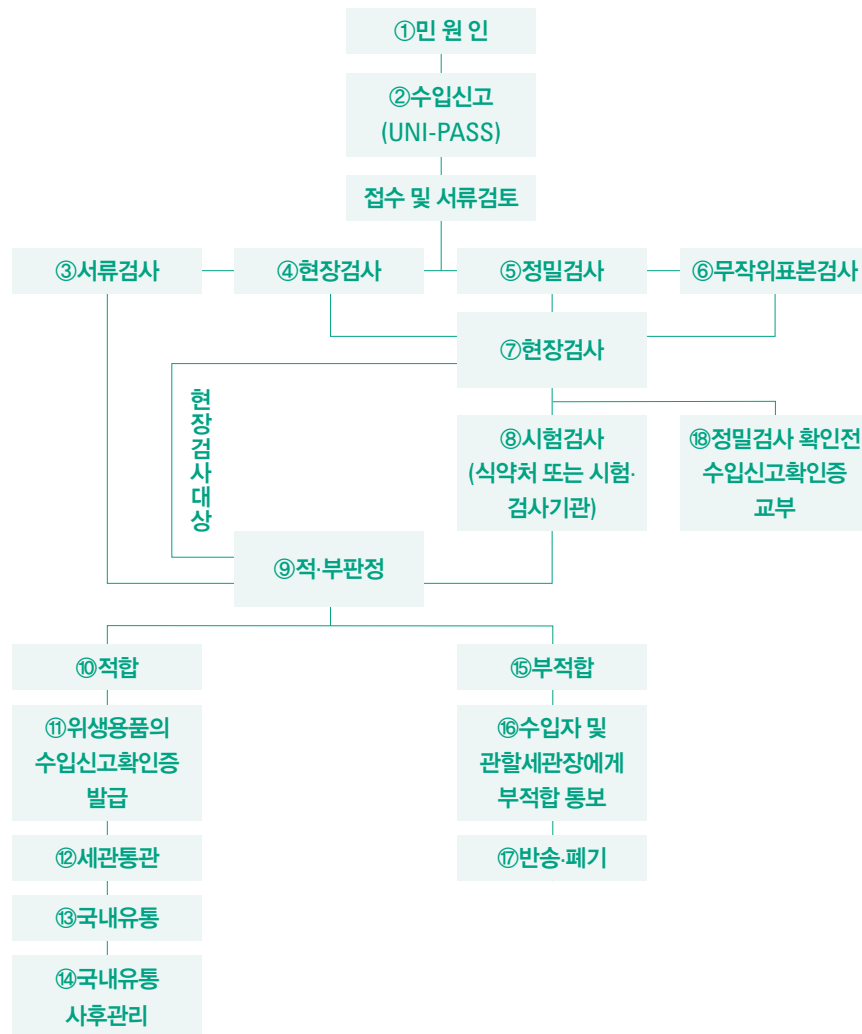 ①민 원 인
②수입신고
(UNI-PASS)
접수 및 서류검토
③서류검사
④현장검사
⑤정밀검사
⑥무작위표본검사
⑦현장검사
현장검사대상
⑧시험검사
(식약처 또는 시험·
검사기관)
⑱정밀검사 확인전
수입신고확인증
교부
⑨적·부판정
⑩적합
⑮부적합
⑪위생용품의
수입신고확인증
발급
⑯수입자 및
관할세관장에게
부적합 통보
⑫세관통관
⑰반송·폐기
⑬국내유통
⑭국내유통
사후관리